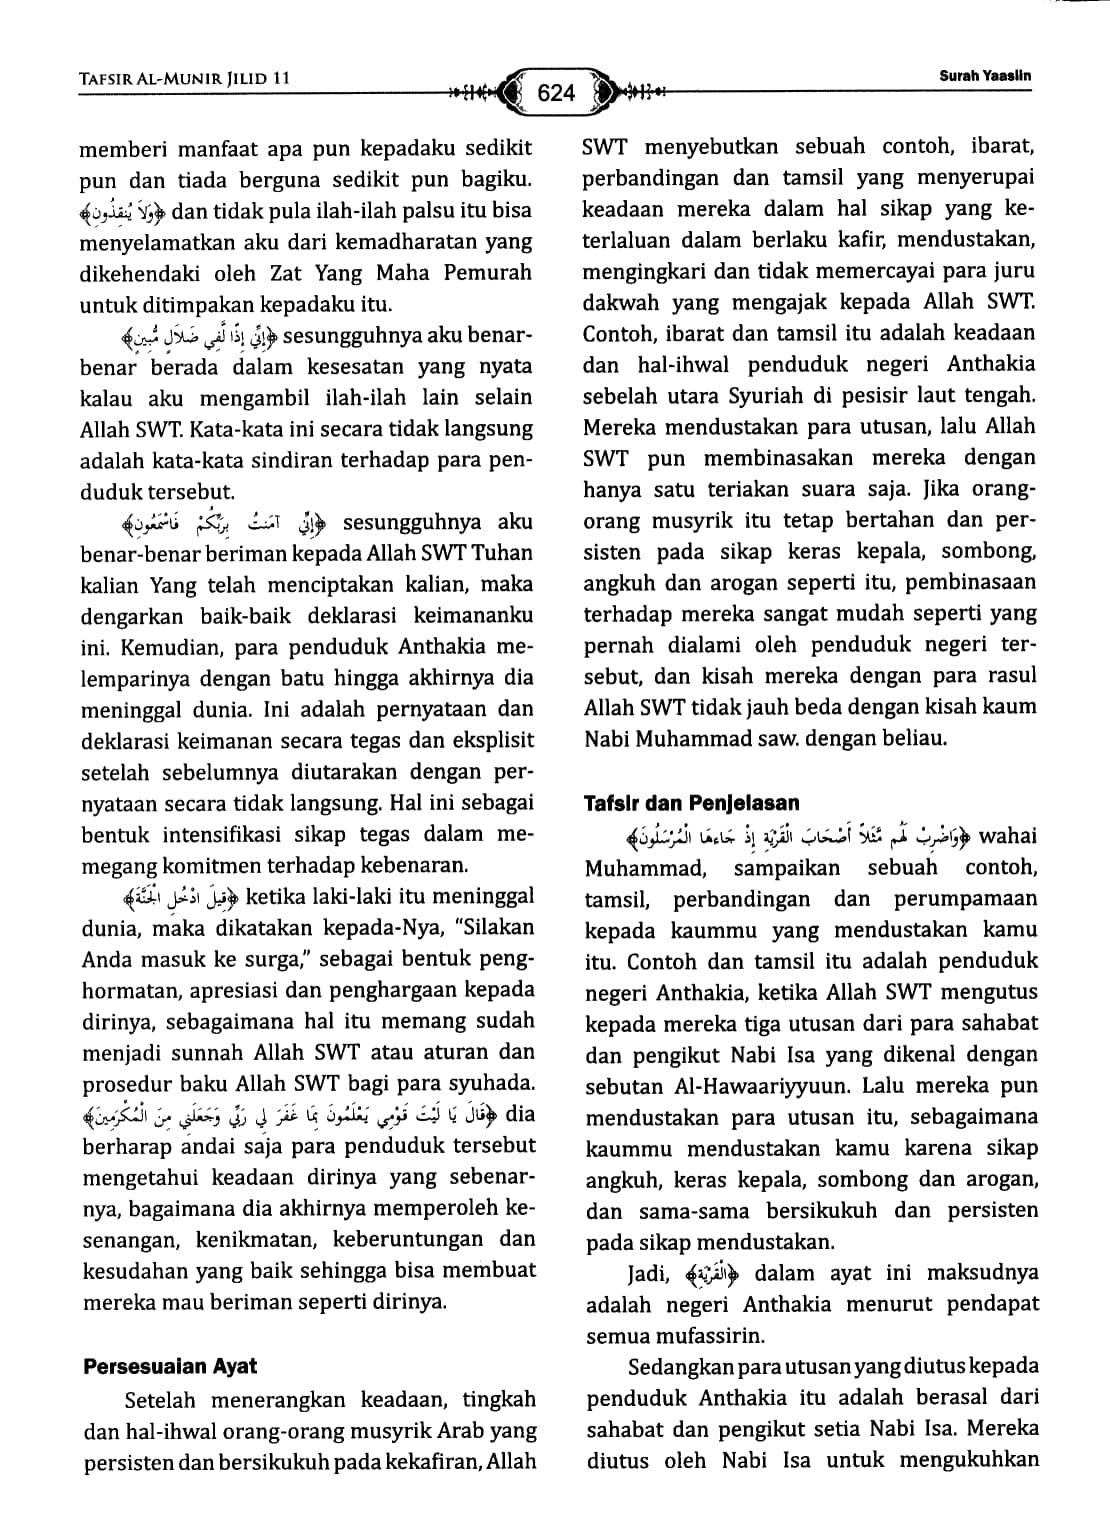 TAFSIR AL-MUNIR JILID 11
624
Surah Yaasiin
memberi manfaat apa pun kepadaku sedikit
pun dan tiada berguna sedikit pun bagiku.
﴿وَلاَ يُنقِذُونِ﴾ dan tidak pula ilah-ilah palsu itu bisa
menyelamatkan aku dari kemadharatan yang
dikehendaki oleh Zat Yang Maha Pemurah
untuk ditimpakan kepadaku itu.
﴿إِنِّي إِذًا لَّفِي ضَلاَلٍ مُّبِينٍ﴾ sesungguhnya aku benar-
benar berada dalam kesesatan yang nyata
kalau aku mengambil ilah-ilah lain selain
Allah SWT. Kata-kata ini secara tidak langsung
adalah kata-kata sindiran terhadap para pen-
duduk tersebut.
﴿إِنِّي آمَنتُ بِرَبِّكُمْ فَاسْمَعُونِ﴾ sesungguhnya aku
benar-benar beriman kepada Allah SWT Tuhan
kalian Yang telah menciptakan kalian, maka
dengarkan baik-baik deklarasi keimananku
ini. Kemudian, para penduduk Anthakia me-
lemparinya dengan batu hingga akhirnya dia
meninggal dunia. Ini adalah pernyataan dan
deklarasi keimanan secara tegas dan eksplisit
setelah sebelumnya diutarakan dengan per-
nyataan secara tidak langsung. Hal ini sebagai
bentuk intensifikasi sikap tegas dalam me-
megang komitmen terhadap kebenaran.
﴿قِيلَ ادْخُلِ الْجَنَّةَ﴾ ketika laki-laki itu meninggal
dunia, maka dikatakan kepada-Nya, “Silakan
Anda masuk ke surga,” sebagai bentuk peng-
hormatan, apresiasi dan penghargaan kepada
dirinya, sebagaimana hal itu memang sudah
menjadi sunnah Allah SWT atau aturan dan
prosedur baku Allah SWT bagi para syuhada.
﴿قَالَ يَا لَيْتَ قَوْمِي يَعْلَمُونَ بِمَا غَفَرَ لِي رَبِّي وَجَعَلَنِي مِنَ الْمُكْرَمِينَ﴾ dia
berharap andai saja para penduduk tersebut
mengetahui keadaan dirinya yang sebenar-
nya, bagaimana dia akhirnya memperoleh ke-
senangan, kenikmatan, keberuntungan dan
kesudahan yang baik sehingga bisa membuat
mereka mau beriman seperti dirinya.
Persesuaian Ayat
Setelah menerangkan keadaan, tingkah
dan hal-ihwal orang-orang musyrik Arab yang
persisten dan bersikukuh pada kekafiran, Allah
SWT menyebutkan sebuah contoh, ibarat,
perbandingan dan tamsil yang menyerupai
keadaan mereka dalam hal sikap yang ke-
terlaluan dalam berlaku kafir, mendustakan,
mengingkari dan tidak memercayai para juru
dakwah yang mengajak kepada Allah SWT.
Contoh, ibarat dan tamsil itu adalah keadaan
dan hal-ihwal penduduk negeri Anthakia
sebelah utara Syuriah di pesisir laut tengah.
Mereka mendustakan para utusan, lalu Allah
SWT pun membinasakan mereka dengan
hanya satu teriakan suara saja. Jika orang-
orang musyrik itu tetap bertahan dan per-
sisten pada sikap keras kepala, sombong,
angkuh dan arogan seperti itu, pembinasaan
terhadap mereka sangat mudah seperti yang
pernah dialami oleh penduduk negeri ter-
sebut, dan kisah mereka dengan para rasul
Allah SWT tidak jauh beda dengan kisah kaum
Nabi Muhammad saw. dengan beliau.
Tafsir dan Penjelasan
﴿وَاضْرِبْ لَهُم مَّثَلاً أَصْحَابَ الْقَرْيَةِ إِذْ جَاءهَا الْمُرْسَلُونَ﴾ wahai
Muhammad, sampaikan sebuah contoh,
tamsil, perbandingan dan perumpamaan
kepada kaummu yang mendustakan kamu
itu. Contoh dan tamsil itu adalah penduduk
negeri Anthakia, ketika Allah SWT mengutus
kepada mereka tiga utusan dari para sahabat
dan pengikut Nabi Isa yang dikenal dengan
sebutan Al-Hawaariyyuun. Lalu mereka pun
mendustakan para utusan itu, sebagaimana
kaummu mendustakan kamu karena sikap
angkuh, keras kepala, sombong dan arogan,
dan sama-sama bersikukuh dan persisten
pada sikap mendustakan.
Jadi, ﴿الْقَرْيَة﴾ dalam ayat ini maksudnya
adalah negeri Anthakia menurut pendapat
semua mufassirin.
Sedangkan para utusan yang diutus kepada
penduduk Anthakia itu adalah berasal dari
sahabat dan pengikut setia Nabi Isa. Mereka
diutus oleh Nabi Isa untuk mengukuhkan